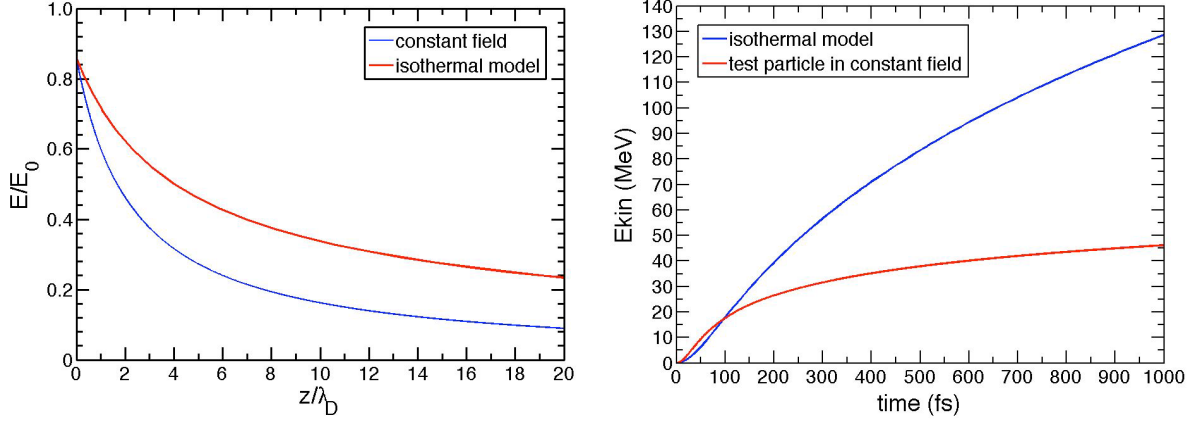 1.0
0.8
0.6
0.4
0.2
0
E/E0
constant field
isothermal model
0 2 4 6 8 10 12 14 16 18 20
z/λD
140
130
120
110
100
90
80
70
60
50
40
30
20
10
0
Ekin (MeV)
isothermal model
test particle in constant field
0 100 200 300 400 500 600 700 800 900 1000
time (fs)